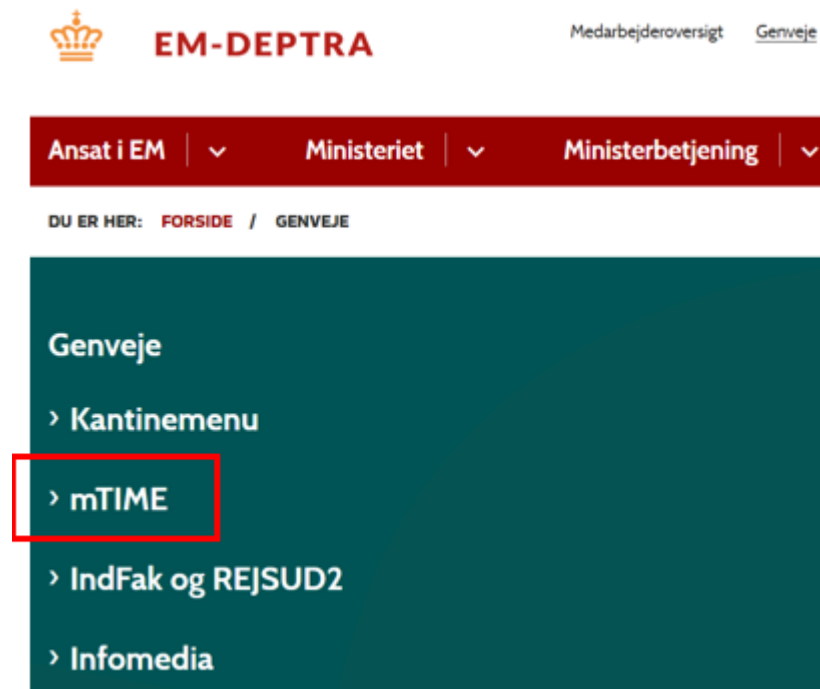 EM-DEPTRA
Medarbejderoversigt Genveje
Ansat i EM Ministeriet Ministerbetjening
DU ER HER: FORSIDE / GENVEJE
Genveje
› Kantinemenu
› mTIME
› IndFak og REJSUD2
› Infomedia